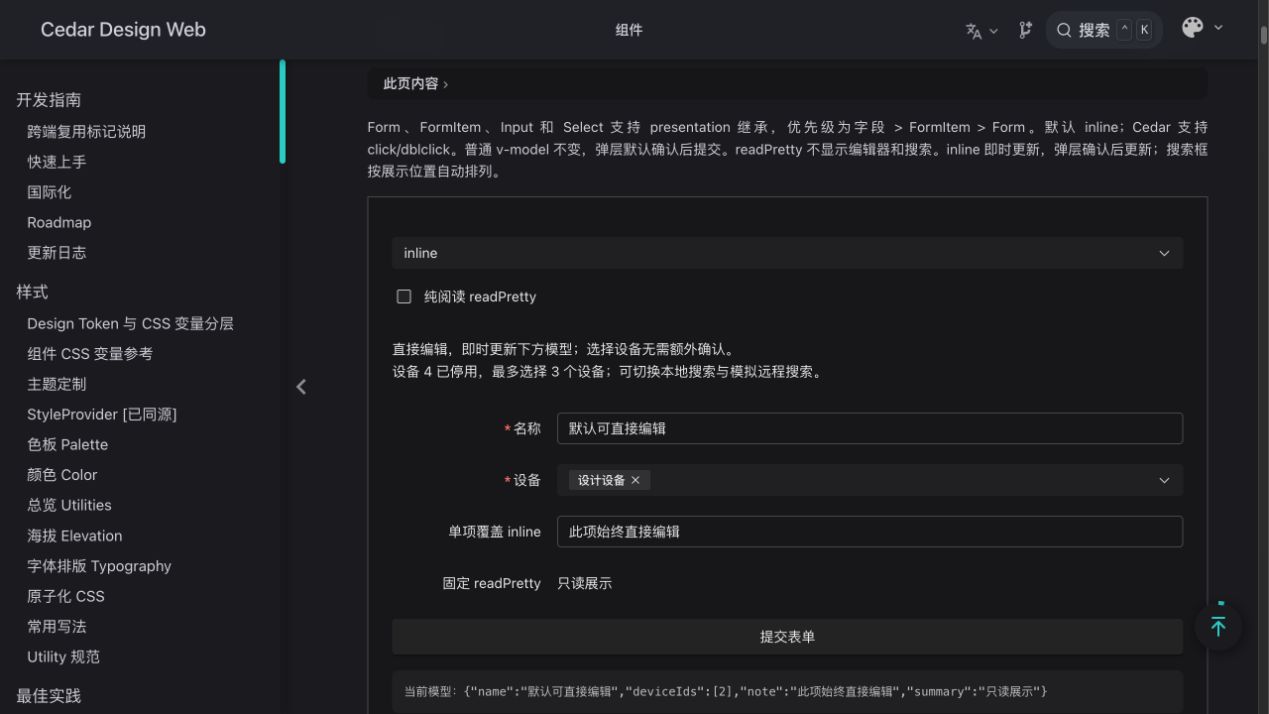 Cedar Design Web
组件
搜索 ^ K
开发指南
跨端复用标记说明
快速上手
国际化
Roadmap
更新日志
样式
Design Token 与 CSS 变量分层
组件 CSS 变量参考
主题定制
StyleProvider [已同源]
色板 Palette
颜色 Color
总览 Utilities
海拔 Elevation
字体排版 Typography
原子化 CSS
常用写法
Utility 规范
最佳实践
此页内容 ›
Form、FormItem、Input 和 Select 支持 presentation 继承，优先级为字段 > FormItem > Form。默认 inline；Cedar 支持
click/dblclick。普通 v-model 不变，弹层默认确认后提交。readPretty 不显示编辑器和搜索。inline 即时更新，弹层确认后更新；搜索框
按展示位置自动排列。
inline
纯阅读 readPretty
直接编辑，即时更新下方模型；选择设备无需额外确认。
设备 4 已停用，最多选择 3 个设备；可切换本地搜索与模拟远程搜索。
*名称 默认可直接编辑
*设备 设计设备 ×
单项覆盖 inline 此项始终直接编辑
固定 readPretty 只读展示
提交表单
当前模型：{"name":"默认可直接编辑","deviceIds":[2],"note":"此项始终直接编辑","summary":"只读展示"}